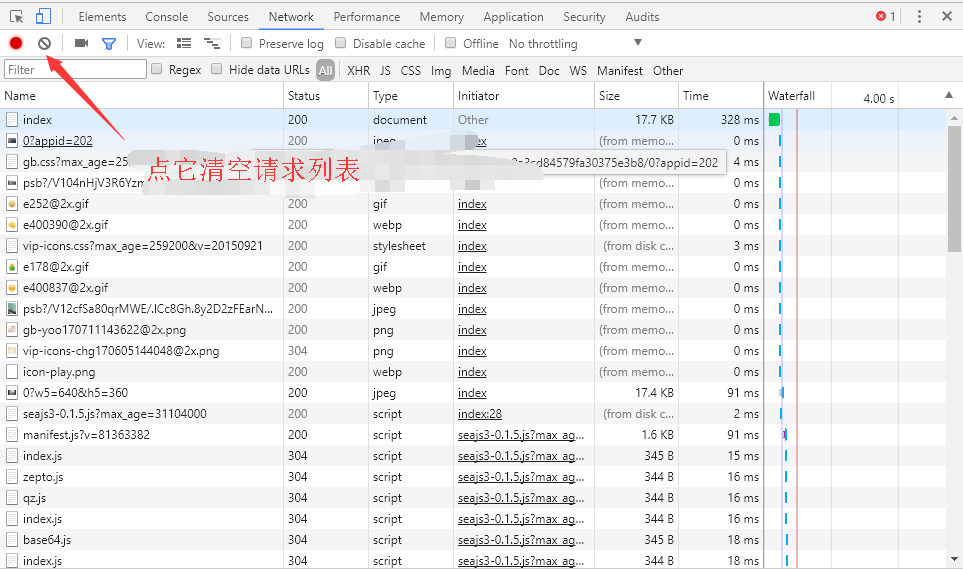 Elements Console Sources Network Performance Memory Application Security Audits 1
View: Preserve log Disable cache Offline No throttling
Filter Regex Hide data URLs All XHR JS CSS Img Media Font Doc WS Manifest Other
Name Status Type Initiator Size Time Waterfall 4.00 s
index 200 document Other 17.7 KB 328 ms
0?appid=202 200 jpeg 0 ms
gb.css?max_age=25 4 ms
点它清空请求列表
a3cd84579fa30375e3b8/0?appid=202
psb?/V104nHjV3R6Yz 200 (from memo... 0 ms
e252@2x.gif 200 gif index (from memo... 0 ms
e400390@2x.gif 200 webp index (from memo... 0 ms
vip-icons.css?max_age=259200&v=20150921 200 stylesheet index (from disk c... 3 ms
e178@2x.gif 200 gif index (from memo... 0 ms
e400837@2x.gif 200 webp index (from memo... 0 ms
psb?/V12cfSa80qrMWE/.lCc8Gh.8y2D2zFEarN... 200 jpeg index (from memo... 0 ms
gb-yoo170711143622@2x.png 200 png index (from memo... 0 ms
vip-icons-chg170605144048@2x.png 304 png index (from memo... 0 ms
icon-play.png 200 webp index (from memo... 0 ms
0?w5=640&h5=360 200 jpeg index 17.4 KB 91 ms
seajs3-0.1.5.js?max_age=31104000 200 script index:28 (from disk c... 2 ms
manifest.js?v=81363382 200 script seajs3-0.1.5.js?max_ag... 1.6 KB 91 ms
index.js 304 script seajs3-0.1.5.js?max_ag... 345 B 15 ms
zepto.js 304 script seajs3-0.1.5.js?max_ag... 344 B 16 ms
qz.js 304 script seajs3-0.1.5.js?max_ag... 344 B 16 ms
index.js 304 script seajs3-0.1.5.js?max_ag... 344 B 16 ms
base64.js 304 script seajs3-0.1.5.js?max_ag... 345 B 18 ms
index.js 304 script seajs3-0.1.5.js?max_ag... 344 B 18 ms